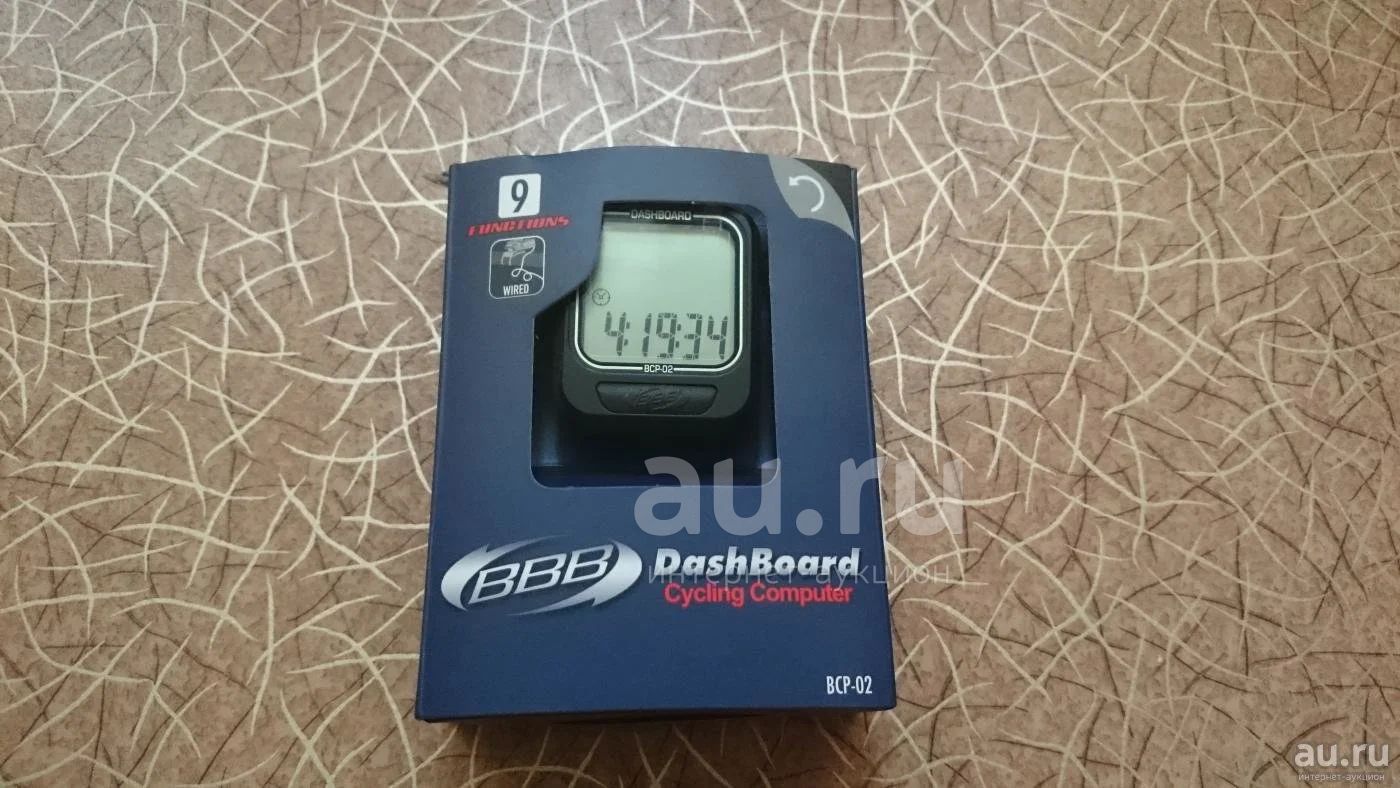 9
FUNCTIONS
WIRED
DASHBOARD
4:19:34
BCP-02
BBB
au.ru
интернет-аукцион
BBB
DashBoard
Cycling Computer
BCP-02
au.ru
интернет-аукцион